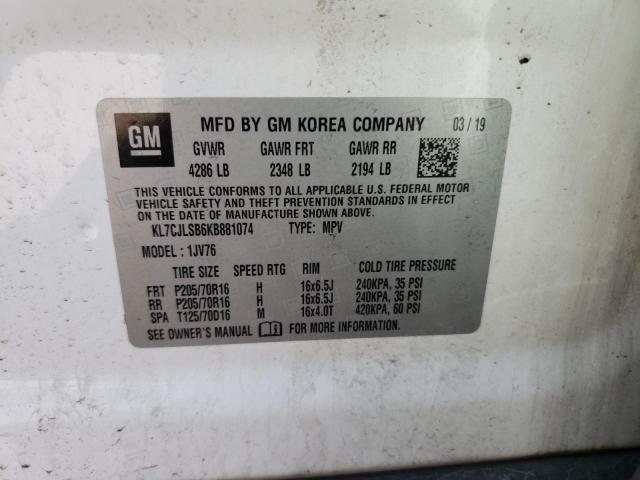 GM MFD BY GM KOREA COMPANY 03/19
GVWR GAWR FRT GAWR RR
4286 LB 2348 LB 2194 LB
THIS VEHICLE CONFORMS TO ALL APPLICABLE U.S. FEDERAL MOTOR
VEHICLE SAFETY AND THEFT PREVENTION STANDARDS IN EFFECT
ON THE DATE OF MANUFACTURE SHOWN ABOVE.
KL7CJLSB6KB881074 TYPE: MPV
MODEL : 1JV76
TIRE SIZE SPEED RTG RIM COLD TIRE PRESSURE
FRT P205/70R16 H 16x6.5J 240KPA, 35 PSI
RR P205/70R16 H 16x6.5J 240KPA, 35 PSI
SPA T125/70D16 M 16x4.0T 420KPA, 60 PSI
SEE OWNER'S MANUAL FOR MORE INFORMATION.